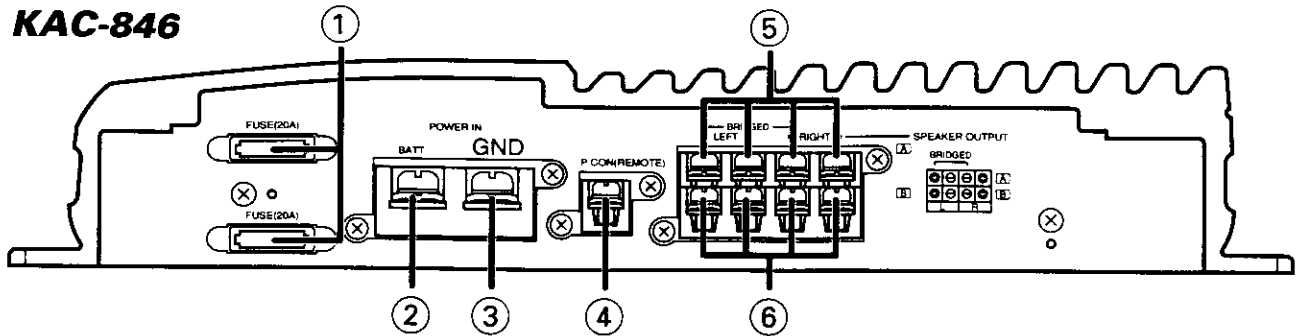 KAC-846
①
⑤
FUSE(20A)
POWER IN
BATT
GND
P CON(REMOTE)
BRIDGED
LEFT
RIGHT
SPEAKER OUTPUT
A
BRIDGED
A
B
B
FUSE(20A)
②
③
④
⑥